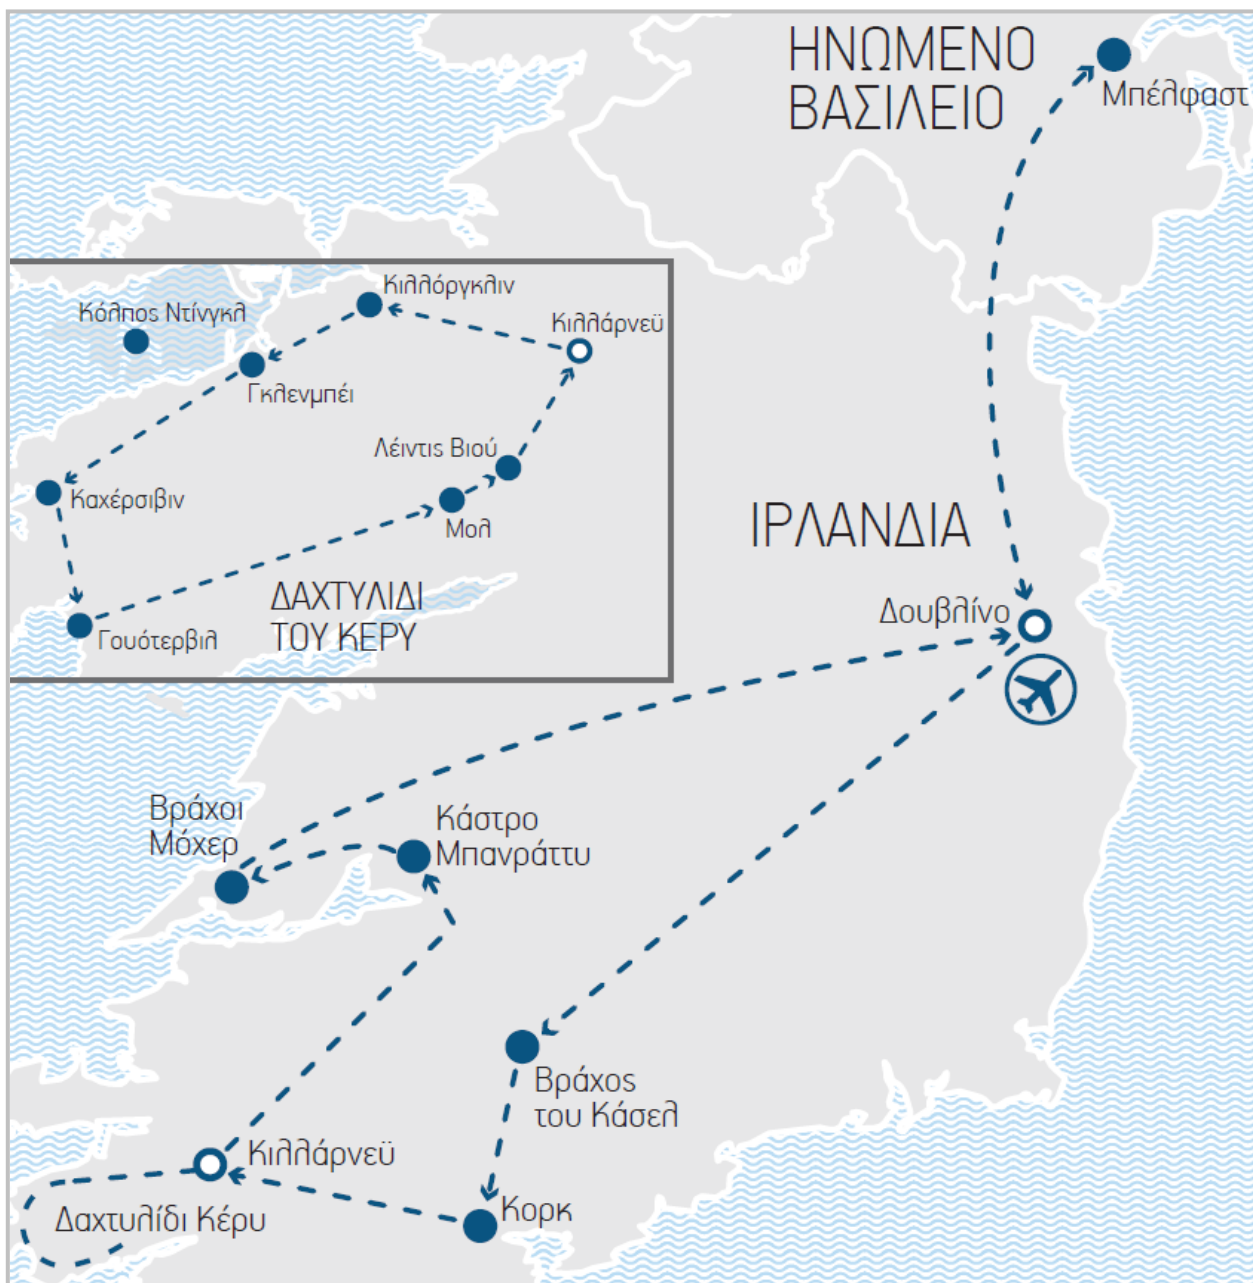 ΗΝΩΜΕΝΟ
ΒΑΣΙΛΕΙΟ
Μπέλφαστ
Κόλπος Ντίνγκλ
Κιλλόργκλιν
Κιλλάρνεϋ
Γκλενμπέι
Λέιντις Βιού
Καχέρσιβιν
Μολ
ΔΑΧΤΥΛΙΔΙ
ΤΟΥ ΚΕΡΥ
Γουότερβιλ
ΙΡΛΑΝΔΙΑ
Δουβλίνο
Βράχοι
Μόχερ
Κάστρο
Μπανράττυ
Βράχος
του Κάσελ
Κιλλάρνεϋ
Δαχτυλίδι Κέρυ
Κορκ